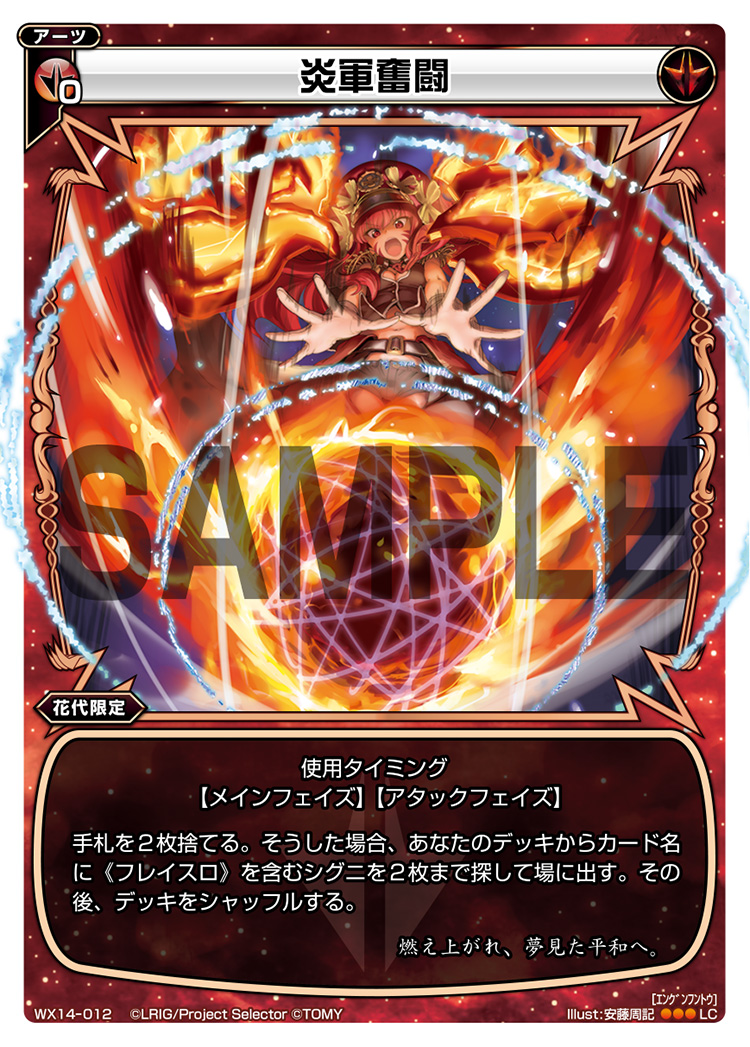 アーツ
炎軍奮闘
0
SAMPLE
花代限定
使用タイミング
【メインフェイズ】【アタックフェイズ】
手札を2枚捨てる。そうした場合、あなたのデッキからカード名
に《フレイスロ》を含むシグニを2枚まで探して場に出す。その
後、デッキをシャッフルする。
燃え上がれ、夢見た平和へ。
[エングンフントウ]
WX14-012 ©LRIG/Project Selector ©TOMY Illust:安藤周記 LC